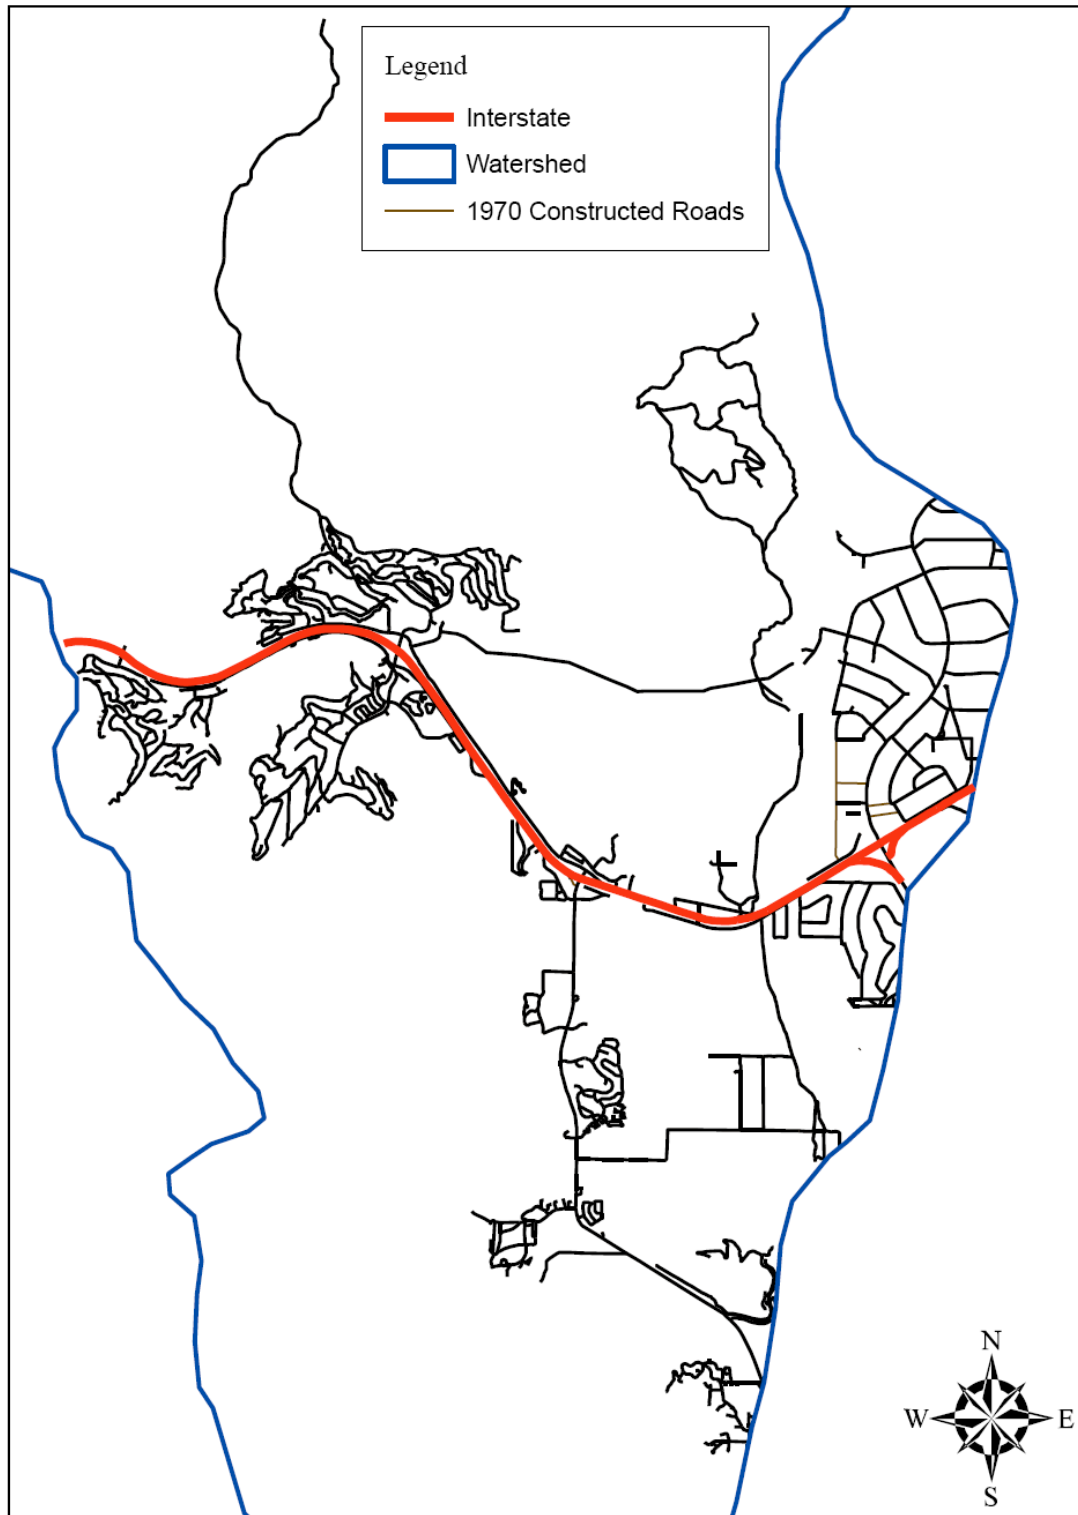 Legend
Interstate
Watershed
1970 Constructed Roads
N
W E
S